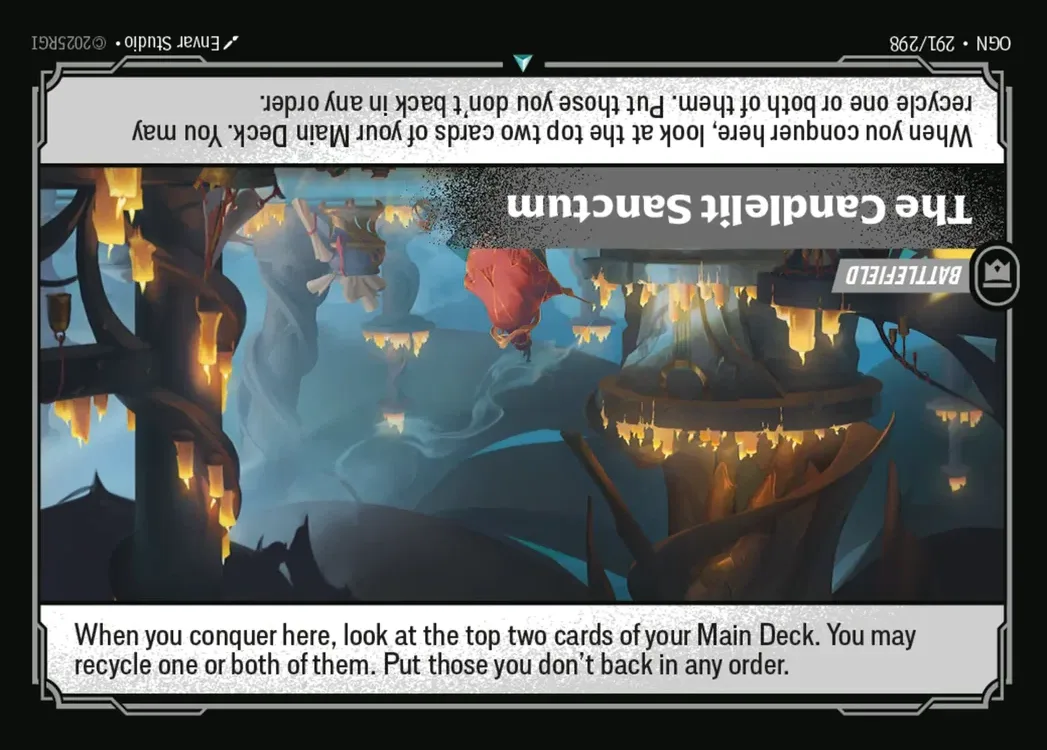 When you conquer here, look at the top two cards of your Main Deck. You may
recycle one or both of them. Put those you don’t back in any order.
BATTLEFIELD
The Candlelit Sanctum
When you conquer here, look at the top two cards of your Main Deck. You may
recycle one or both of them. Put those you don’t back in any order.
OGN • 291/298
Envar Studio • ©2025RGI